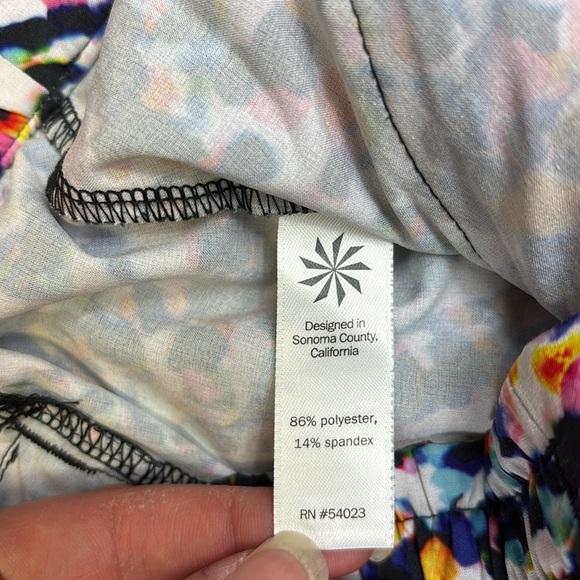 Designed in
Sonoma County,
California
86% polyester,
14% spandex
RN #54023